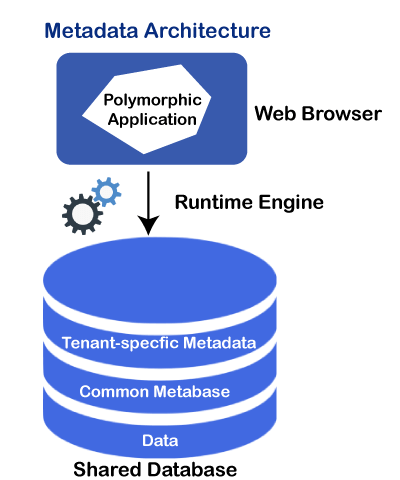 Metadata Architecture
Polymorphic
Application
Web Browser
Runtime Engine
Tenant-specfic Metadata
Common Metabase
Data
Shared Database